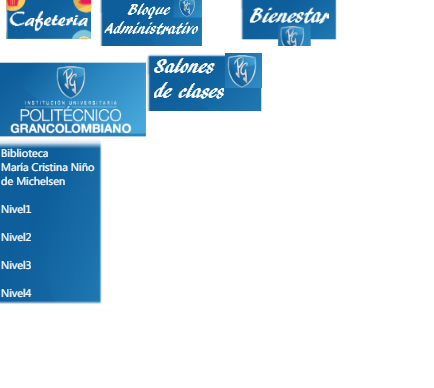 Cafeteria
Bloque
Administrativo
Bienestar
Salones
de clases
INSTITUCIÓN UNIVERSITARIA
POLITÉCNICO
GRANCOLOMBIANO
Biblioteca
María Cristina Niño
de Michelsen
Nivel1
Nivel2
Nivel3
Nivel4